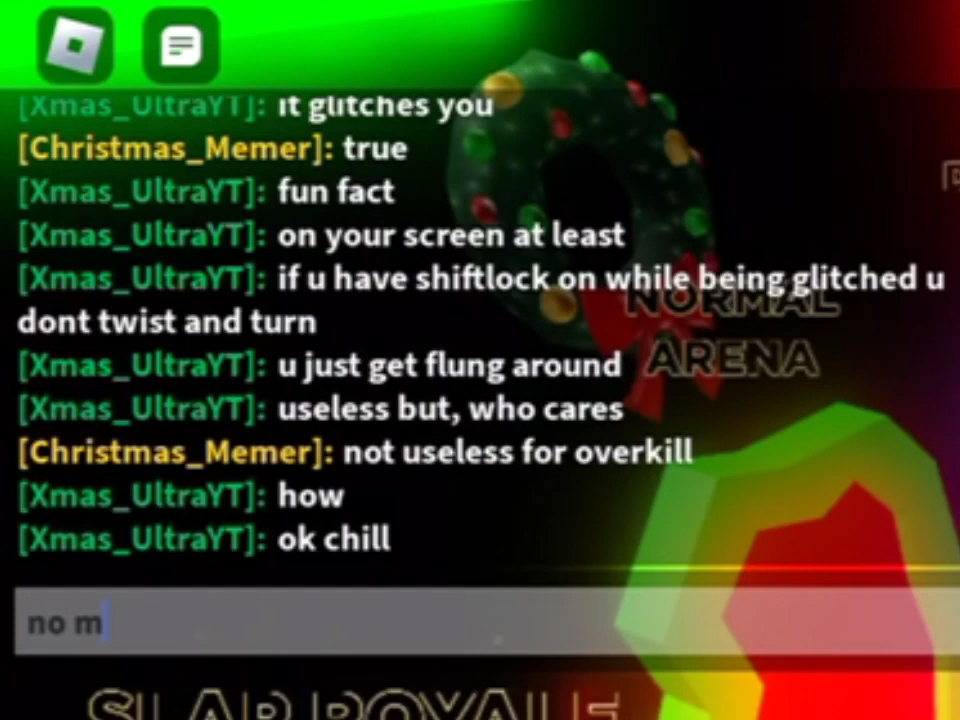 [Xmas_UltraYT]: it glitches you
[Christmas_Memer]: true
[Xmas_UltraYT]: fun fact
[Xmas_UltraYT]: on your screen at least
[Xmas_UltraYT]: if u have shiftlock on while being glitched u
dont twist and turn
[Xmas_UltraYT]: u just get flung around
[Xmas_UltraYT]: useless but, who cares
[Christmas_Memer]: not useless for overkill
[Xmas_UltraYT]: how
[Xmas_UltraYT]: ok chill
NORMAL
ARENA
no m
SLAP ROYALE